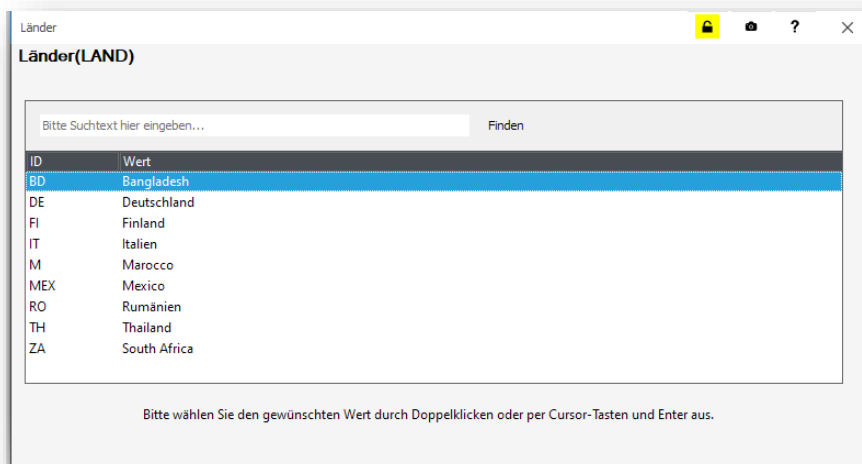 Länder ?
Länder(LAND)
Bitte Suchtext hier eingeben... Finden
ID Wert
BD Bangladesh
DE Deutschland
FI Finland
IT Italien
M Marocco
MEX Mexico
RO Rumänien
TH Thailand
ZA South Africa
Bitte wählen Sie den gewünschten Wert durch Doppelklicken oder per Cursor-Tasten und Enter aus.